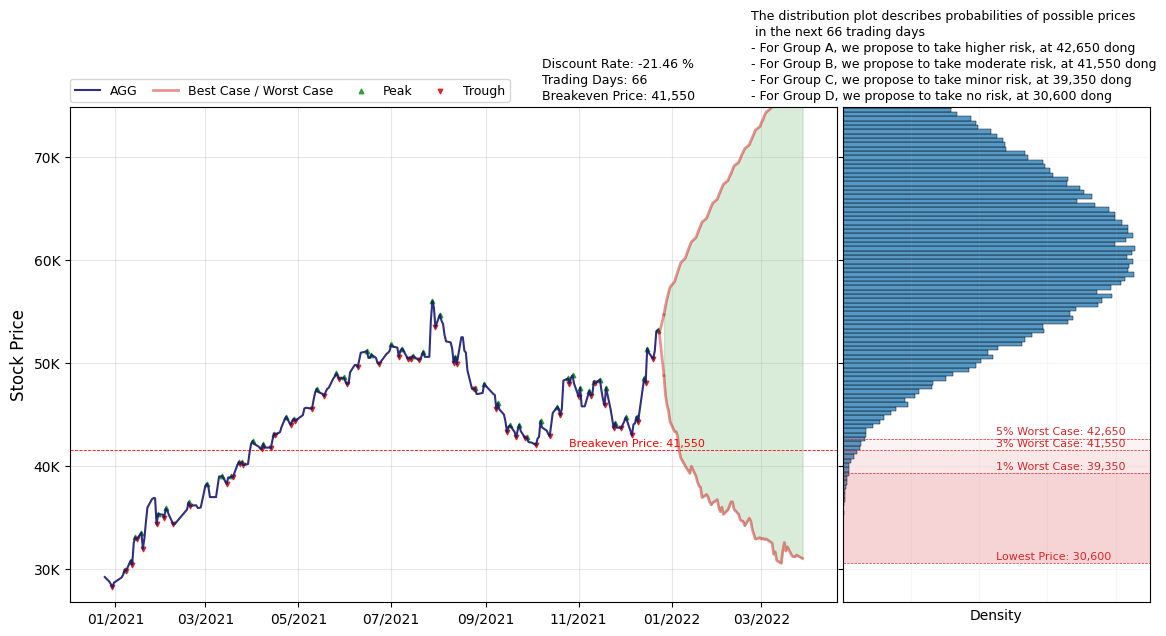 The distribution plot describes probabilities of possible prices
in the next 66 trading days
- For Group A, we propose to take higher risk, at 42,650 dong
- For Group B, we propose to take moderate risk, at 41,550 dong
- For Group C, we propose to take minor risk, at 39,350 dong
- For Group D, we propose to take no risk, at 30,600 dong
Discount Rate: -21.46 %
Trading Days: 66
Breakeven Price: 41,550
AGG
Best Case / Worst Case
Peak
Trough
Stock Price
70K
60K
50K
40K
30K
Breakeven Price: 41,550
5% Worst Case: 42,650
3% Worst Case: 41,550
1% Worst Case: 39,350
Lowest Price: 30,600
01/2021
03/2021
05/2021
07/2021
09/2021
11/2021
01/2022
03/2022
Density